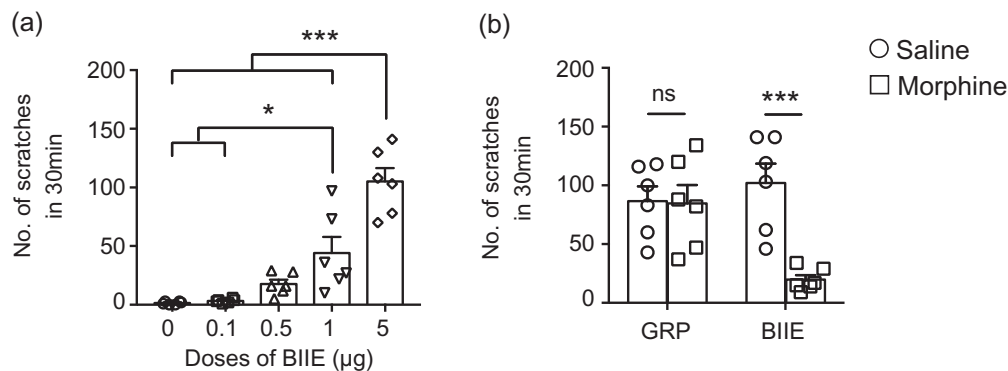 (a)
***
*
200
150
100
50
0
No. of scratches
in 30min
0 0.1 0.5 1 5
Doses of BIIE (μg)
(b)
ns
***
200
150
100
50
0
No. of scratches
in 30min
GRP BIIE
Saline
Morphine